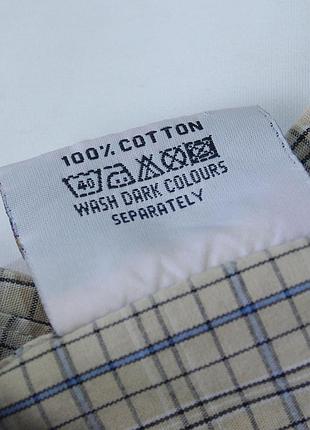 100% COTTON
40
WASH DARK COLOURS
SEPARATELY